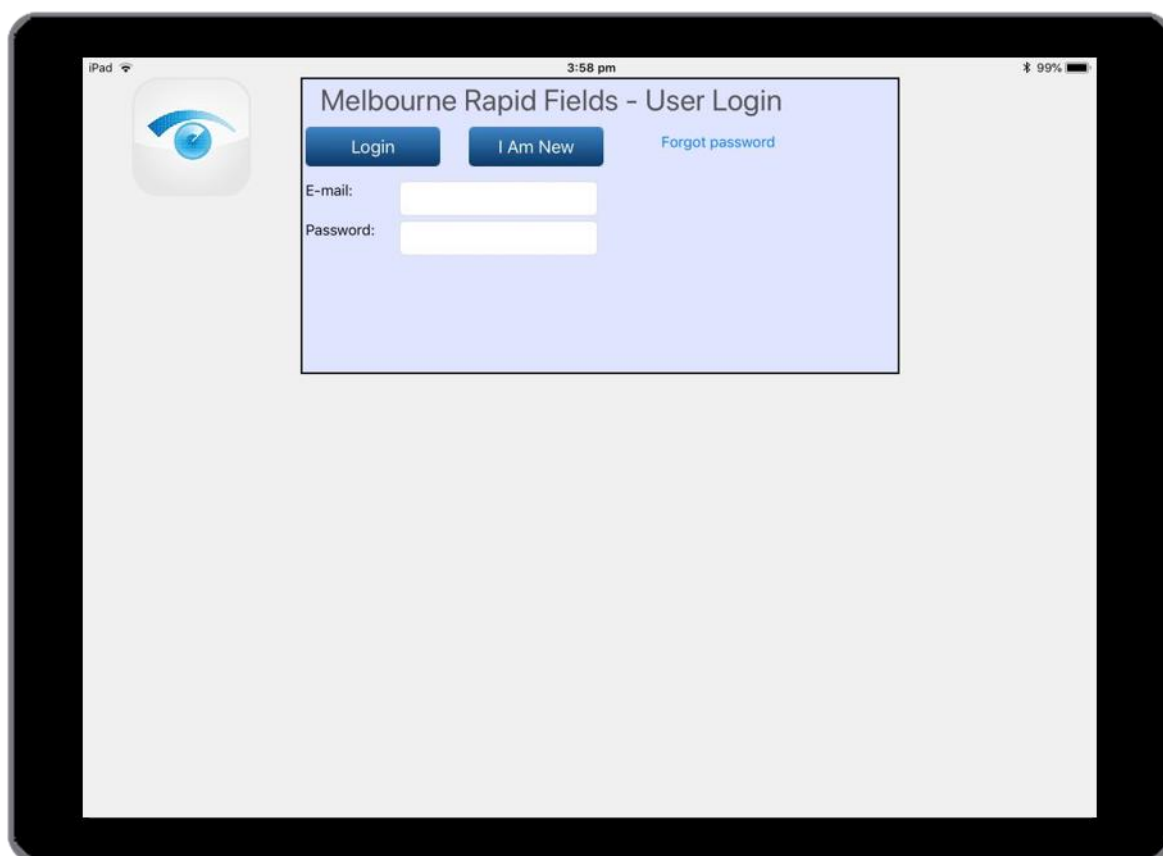 iPad 3:58 pm 99%
Melbourne Rapid Fields - User Login
Login I Am New Forgot password
E-mail:
Password: